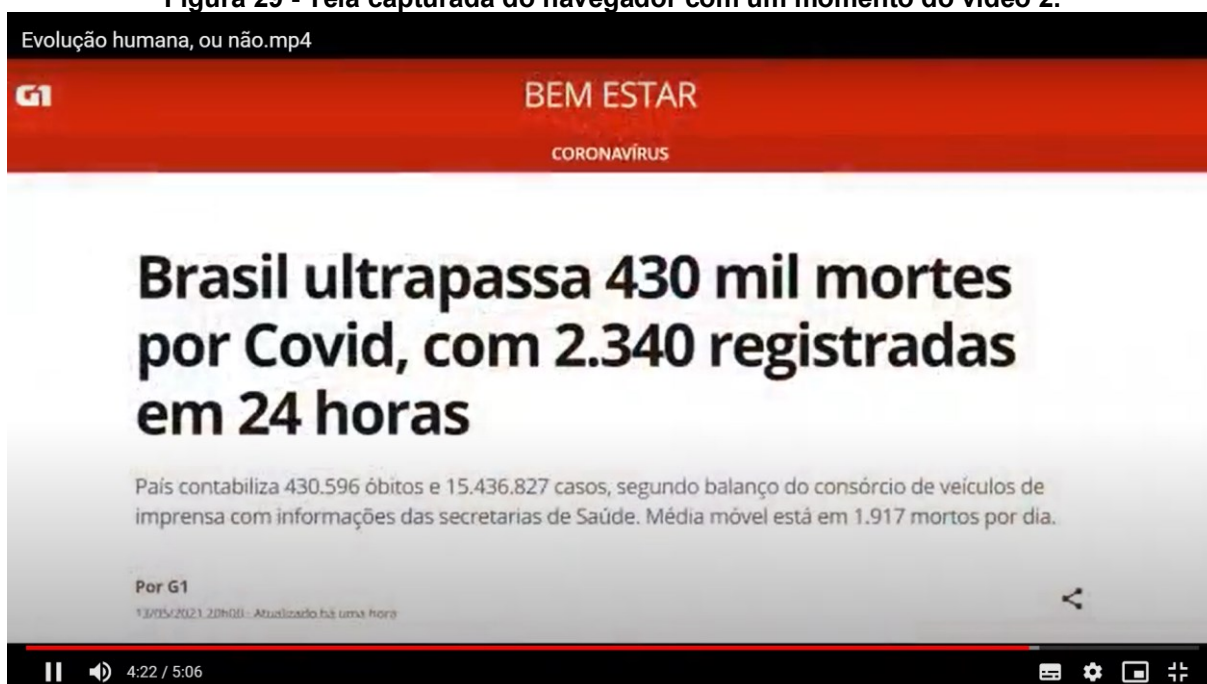 Figura 29 - Tela capturada do navegador com um momento do vídeo 2.
Evolução humana, ou não.mp4
G1
BEM ESTAR
CORONAVÍRUS
Brasil ultrapassa 430 mil mortes
por Covid, com 2.340 registradas
em 24 horas
País contabiliza 430.596 óbitos e 15.436.827 casos, segundo balanço do consórcio de veículos de
imprensa com informações das secretarias de Saúde. Média móvel está em 1.917 mortos por dia.
Por G1
13/05/2021 20h00 · Atualizado há uma hora
4:22 / 5:06